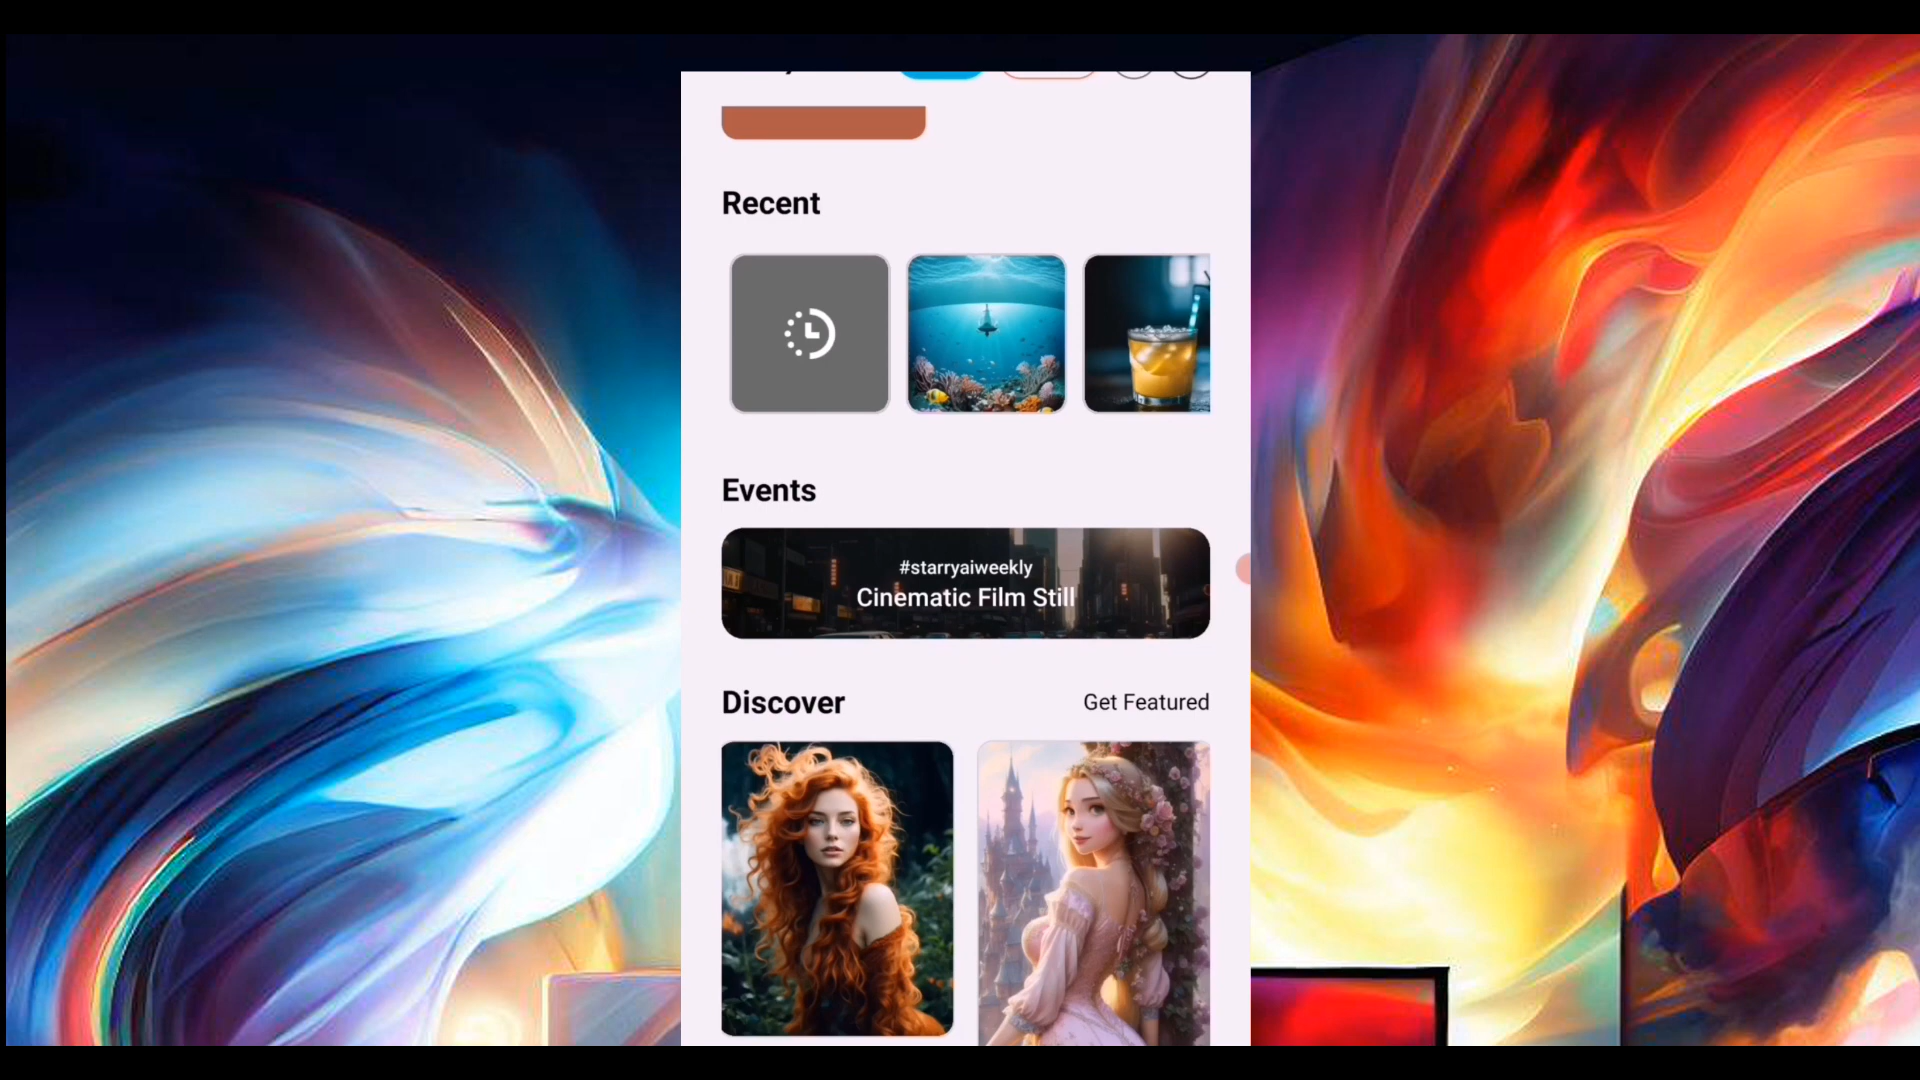 Recent
Events
#starryaiweekly
Cinematic Film Still
Discover
Get Featured